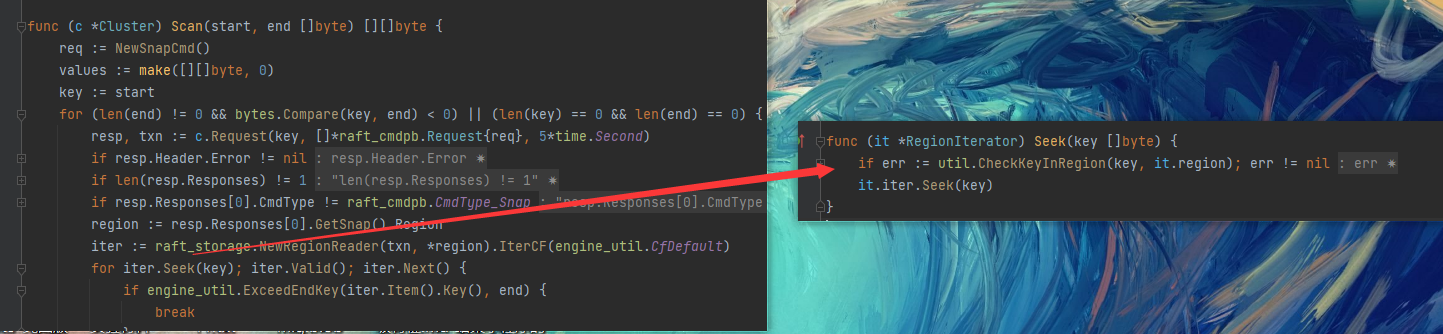 func (c *Cluster) Scan(start, end []byte) [][]byte {
req := NewSnapCmd()
values := make([][]byte, 0)
key := start
for (len(end) != 0 && bytes.Compare(key, end) < 0) || (len(key) == 0 && len(end) == 0) {
resp, txn := c.Request(key, []*raft_cmdpb.Request{req}, 5*time.Second)
if resp.Header.Error != nil : resp.Header.Error
if len(resp.Responses) != 1 : "len(resp.Responses) != 1"
if resp.Responses[0].CmdType != raft_cmdpb.CmdType_Snap : "resp.Responses[0].CmdType
region := resp.Responses[0].GetSnap().Region
iter := raft_storage.NewRegionReader(txn, *region).IterCF(engine_util.CfDefault)
for iter.Seek(key); iter.Valid(); iter.Next() {
if engine_util.ExceedEndKey(iter.Item().Key(), end) {
break
func (it *RegionIterator) Seek(key []byte) {
if err := util.CheckKeyInRegion(key, it.region); err != nil : err
it.iter.Seek(key)
}